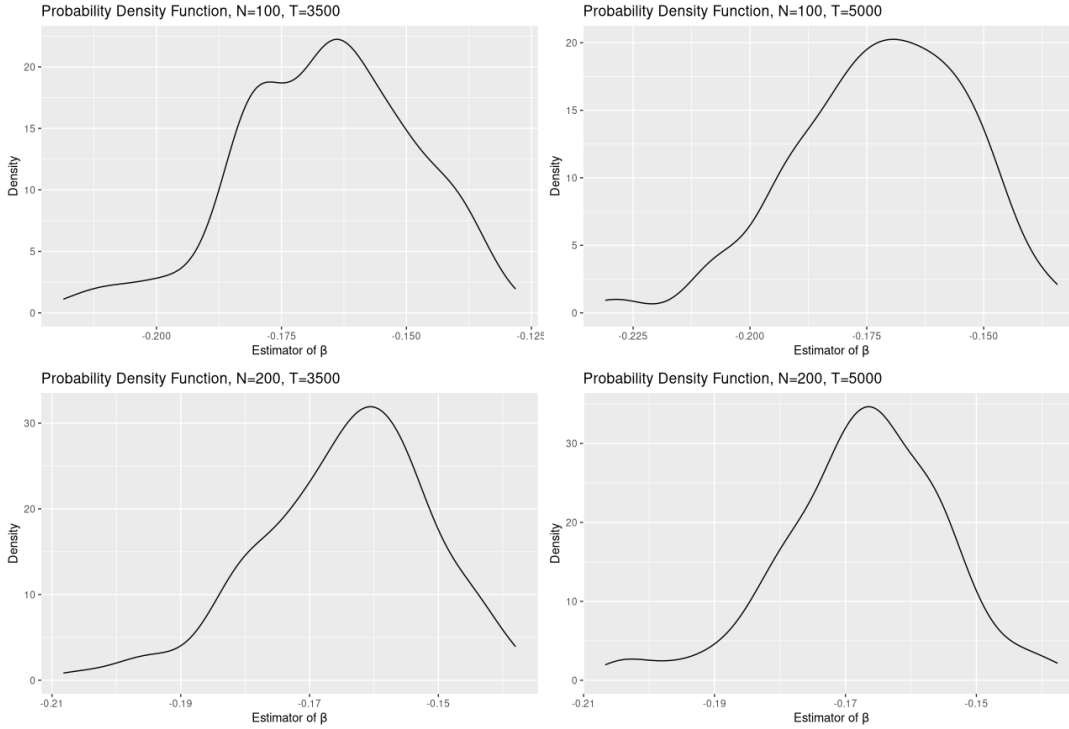 Probability Density Function, N=100, T=3500
Density
20
15
10
5
0
-0.200
-0.175
-0.150
-0.125
Estimator of β
Probability Density Function, N=100, T=5000
Density
20
15
10
5
0
-0.225
-0.200
-0.175
-0.150
Estimator of β
Probability Density Function, N=200, T=3500
Density
30
20
10
0
-0.21
-0.19
-0.17
-0.15
Estimator of β
Probability Density Function, N=200, T=5000
Density
30
20
10
0
-0.21
-0.19
-0.17
-0.15
Estimator of β